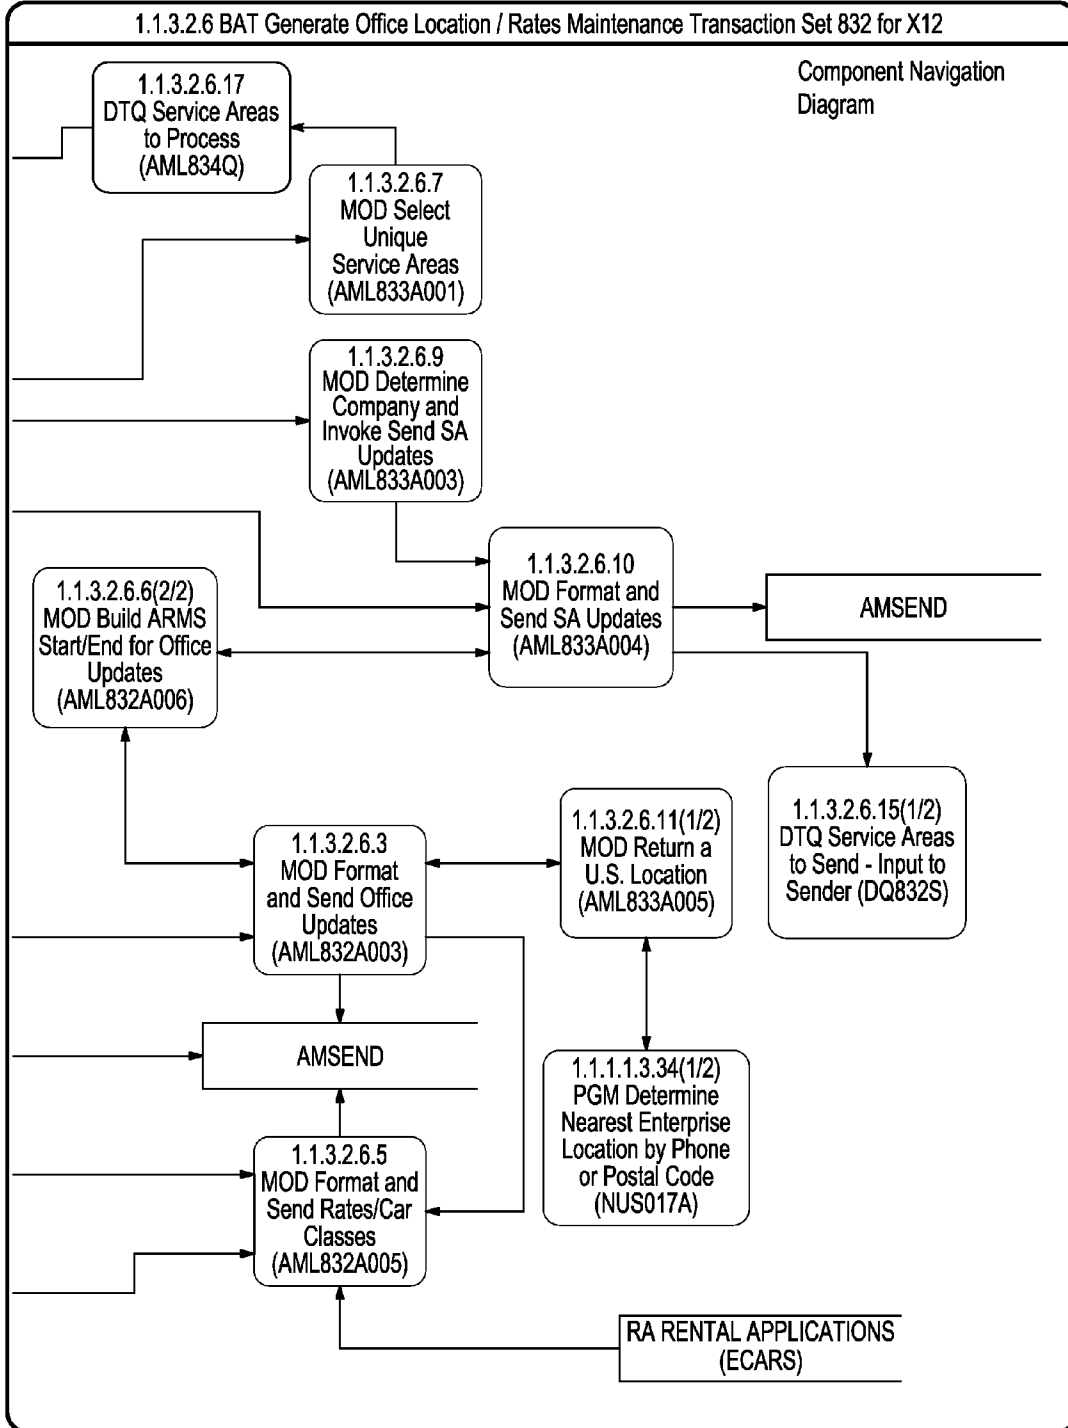 1.1.3.2.6 BAT Generate Office Location / Rates Maintenance Transaction Set 832 for X12
Component Navigation
Diagram
1.1.3.2.6.17
DTQ Service Areas
to Process
(AML834Q)
1.1.3.2.6.7
MOD Select
Unique
Service Areas
(AML833A001)
1.1.3.2.6.9
MOD Determine
Company and
Invoke Send SA
Updates
(AML833A003)
1.1.3.2.6.10
MOD Format and
Send SA Updates
(AML833A004)
AMSEND
1.1.3.2.6.6(2/2)
MOD Build ARMS
Start/End for Office
Updates
(AML832A006)
1.1.3.2.6.15(1/2)
DTQ Service Areas
to Send - Input to
Sender (DQ832S)
1.1.3.2.6.11(1/2)
MOD Return a
U.S. Location
(AML833A005)
1.1.3.2.6.3
MOD Format
and Send Office
Updates
(AML832A003)
AMSEND
1.1.1.1.3.34(1/2)
PGM Determine
Nearest Enterprise
Location by Phone
or Postal Code
(NUS017A)
1.1.3.2.6.5
MOD Format and
Send Rates/Car
Classes
(AML832A005)
RA RENTAL APPLICATIONS
(ECARS)